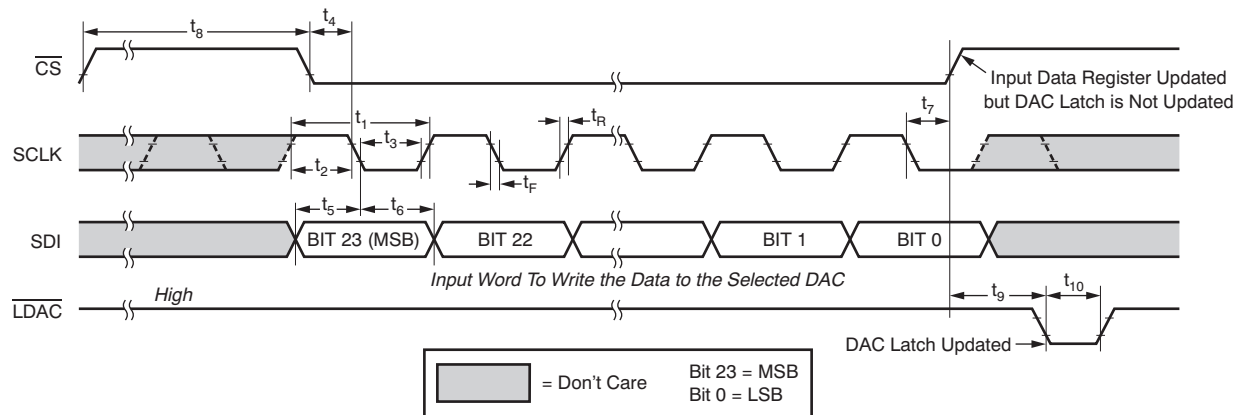 t8
t4
CS
Input Data Register Updated
but DAC Latch is Not Updated
t1
t7
tR
t3
SCLK
t2
tF
t5
t6
SDI
BIT 23 (MSB)
BIT 22
BIT 1
BIT 0
Input Word To Write the Data to the Selected DAC
High
t9
t10
LDAC
DAC Latch Updated
= Don't Care
Bit 23 = MSB
Bit 0 = LSB